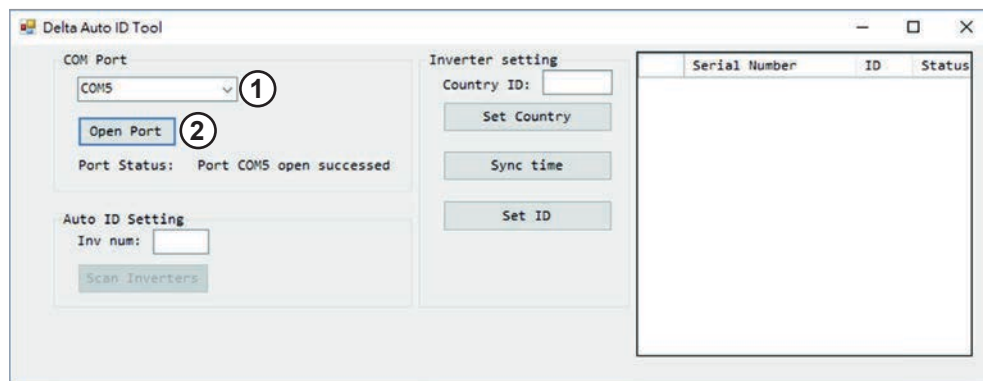 Delta Auto ID Tool
COM Port
COM5
1
Open Port
2
Port Status: Port COM5 open successed
Auto ID Setting
Inv num:
Scan Inverters
Inverter setting
Country ID:
Set Country
Sync time
Set ID
Serial Number ID Status